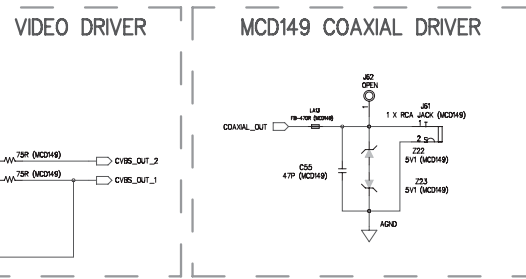 VIDEO DRIVER
75R (MCD149)
CVBS_OUT_2
75R (MCD149)
CVBS_OUT_1
MCD149 COAXIAL DRIVER
J52
OPEN
1
LA13
FB-470R (MCD149)
COAXIAL_OUT
J51
1 X RCA JACK (MCD149)
1
2
Z22
5V1 (MCD149)
C55
47P (MCD149)
Z23
5V1 (MCD149)
AGND